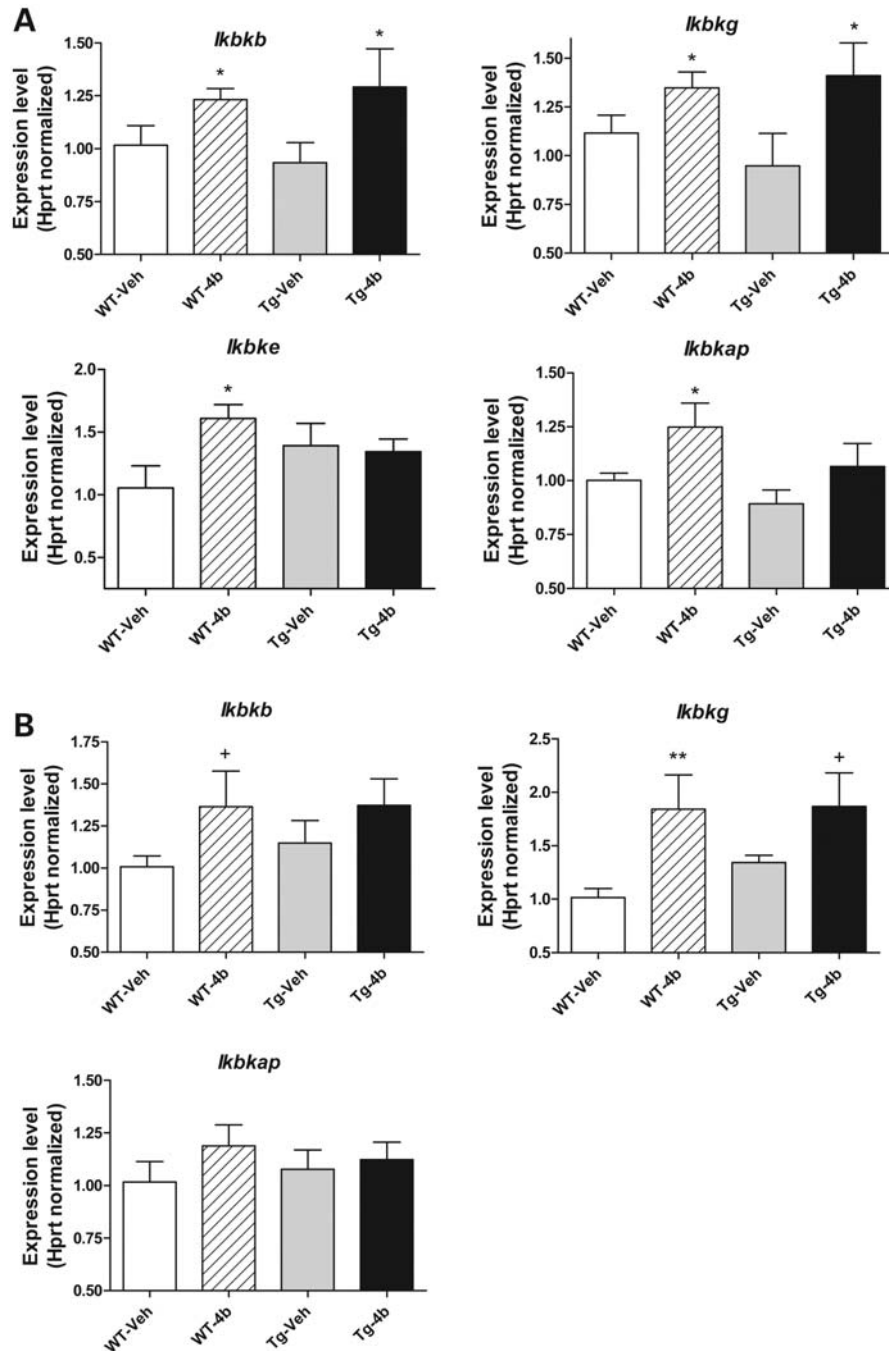 A
Ikbkb
Expression level
(Hprt normalized)
1.50
1.25
1.00
0.75
0.50
*
*
WT-Veh
WT-4b
Tg-Veh
Tg-4b
Ikbkg
Expression level
(Hprt normalized)
1.50
1.25
1.00
0.75
0.50
*
*
WT-Veh
WT-4b
Tg-Veh
Tg-4b
Ikbke
Expression level
(Hprt normalized)
2.0
1.5
1.0
0.5
*
WT-Veh
WT-4b
Tg-Veh
Tg-4b
Ikbkap
Expression level
(Hprt normalized)
1.50
1.25
1.00
0.75
0.50
*
WT-Veh
WT-4b
Tg-Veh
Tg-4b
B
Ikbkb
Expression level
(Hprt normalized)
1.75
1.50
1.25
1.00
0.75
0.50
+
WT-Veh
WT-4b
Tg-Veh
Tg-4b
Ikbkg
Expression level
(Hprt normalized)
2.5
2.0
1.5
1.0
0.5
**
+
WT-Veh
WT-4b
Tg-Veh
Tg-4b
Ikbkap
Expression level
(Hprt normalized)
1.50
1.25
1.00
0.75
0.50
WT-Veh
WT-4b
Tg-Veh
Tg-4b